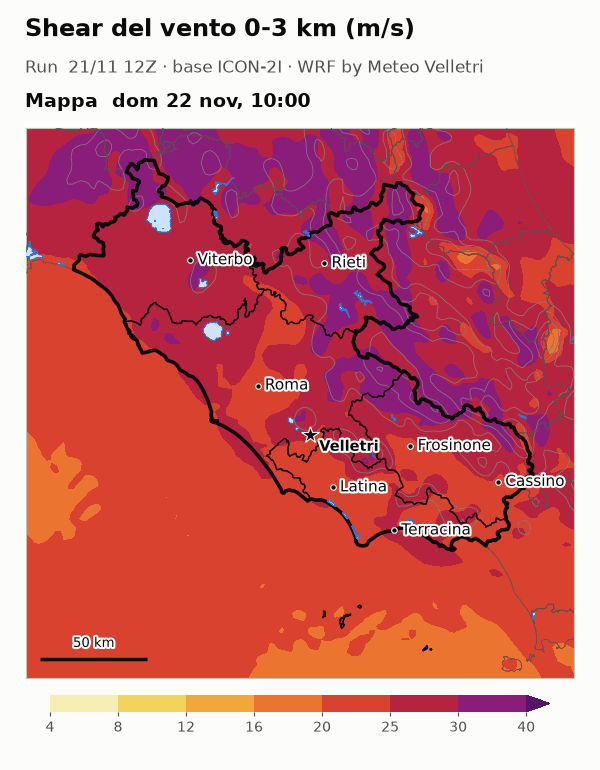 Shear del vento 0-3 km (m/s)
Run  21/11 12Z · base ICON-2I · WRF by Meteo Velletri
Mappa  dom 22 nov, 10:00
Viterbo
Rieti
Roma
Velletri
Frosinone
Latina
Cassino
Terracina
50 km
4 8 12 16 20 25 30 40